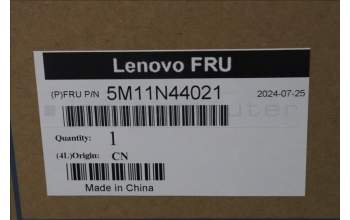 Lenovo FRU
(P)FRU P/N 5M11N44021 2024-07-25
Quantity: 1
(4L)Origin: CN
Made in China